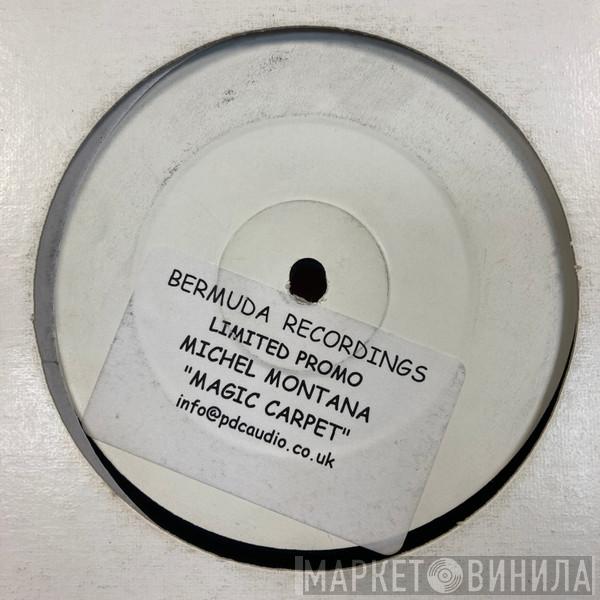 BERMUDA RECORDINGS
LIMITED PROMO
MICHEL MONTANA
"MAGIC CARPET"
info@pdcaudio.co.uk
МАРКЕТ ВИНИЛА